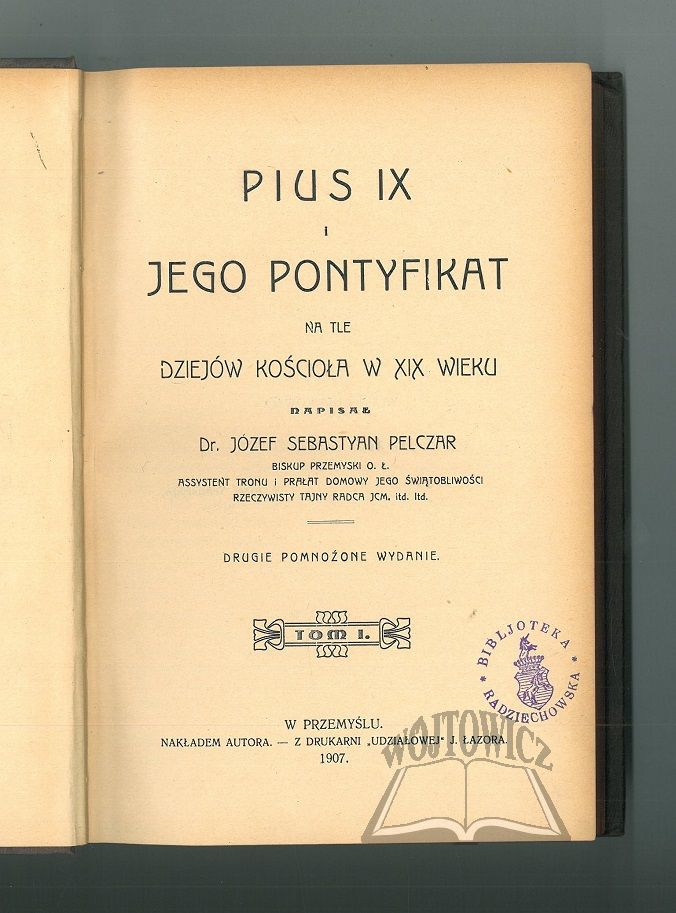 PIUS IX
I
JEGO PONTYFIKAT
NA TLE
DZIEJÓW KOŚCIOŁA W XIX WIEKU
NAPISAŁ
Dr. JÓZEF SEBASTYAN PELCZAR
BISKUP PRZEMYSKI O. Ł.
ASSYSTENT TRONU i PRAŁAT DOMOWY JEGO ŚWIĄTOBLIWOŚCI
RZECZYWISTY TAJNY RADCA JCM. itd. Itd.
DRUGIE POMNOŻONE WYDANIE.
TOM I.
* BIBLJOTEKA *
RADZIECHOWSKA
W PRZEMYŚLU.
NAKŁADEM AUTORA. — Z DRUKARNI „UDZIAŁOWEJ" J. ŁAZORA.
1907.
WÓJTOWICZ